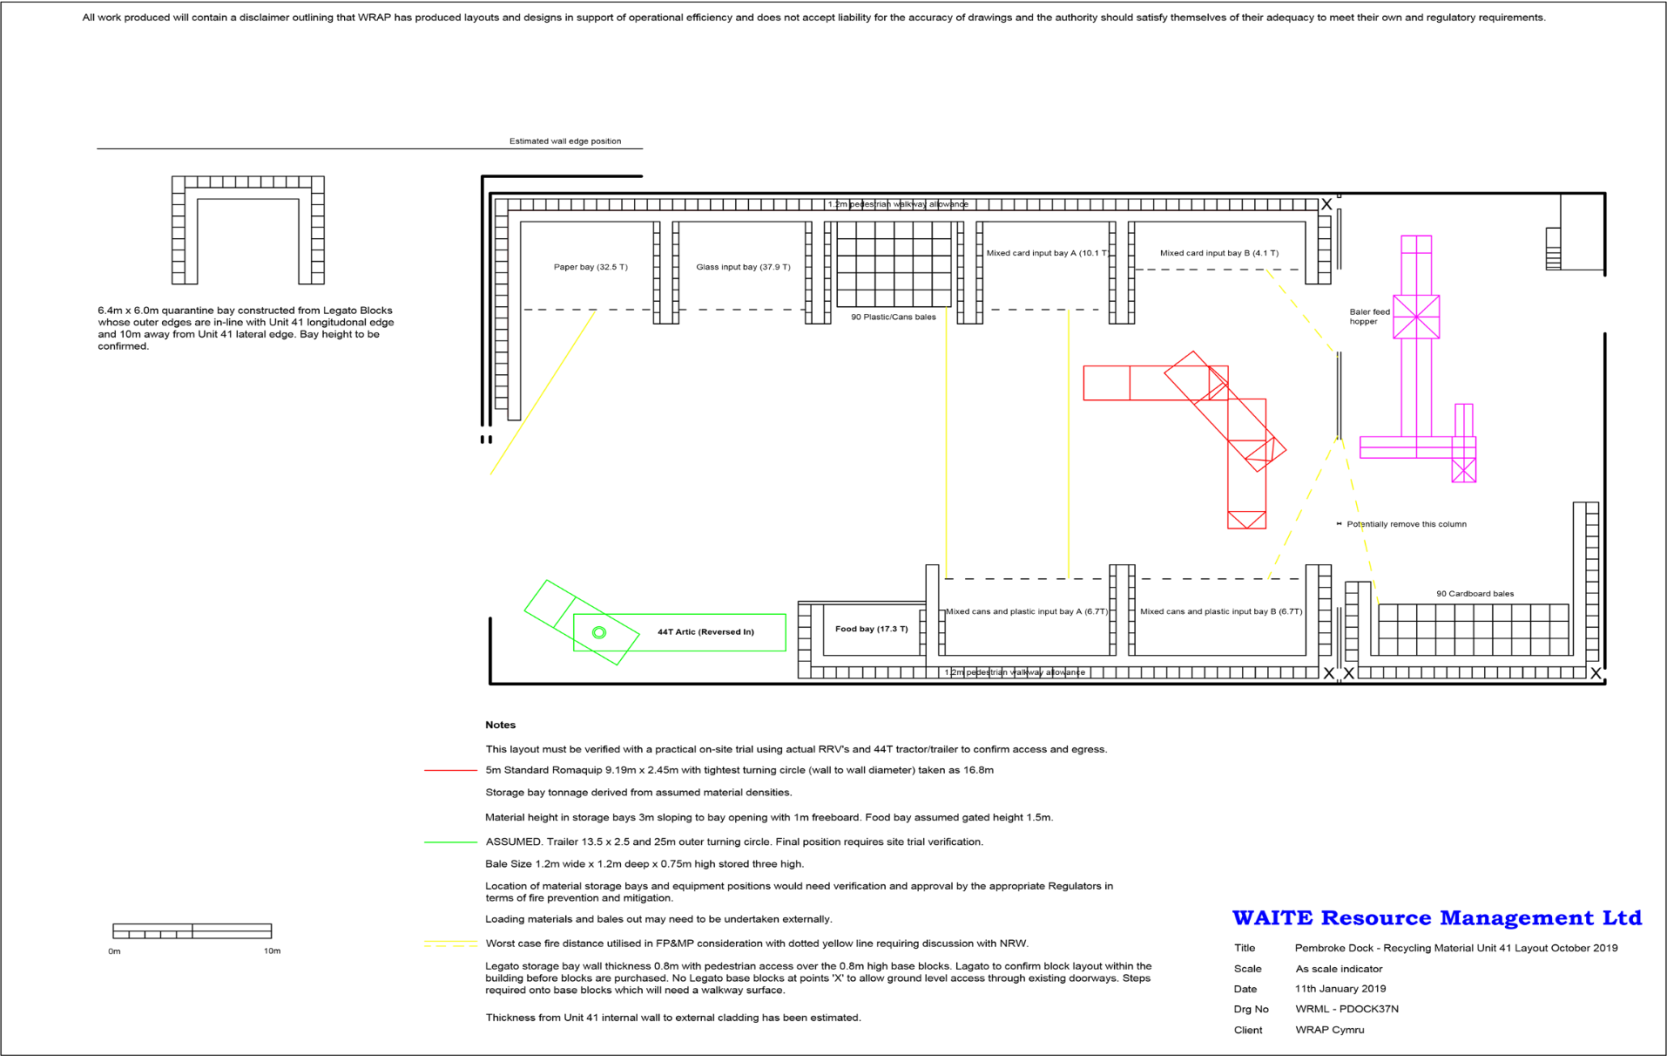 All work produced will contain a disclaimer outlining that WRAP has produced layouts and designs in support of operational efficiency and does not accept liability for the accuracy of drawings and the authority should satisfy themselves of their adequacy to meet their own and regulatory requirements.
Estimated wall edge position
1.2m pedestrian walkway allowance
X
Paper bay (32.5 T)
Glass input bay (37.9 T)
Mixed card input bay A (10.1 T)
Mixed card input bay B (4.1 T)
90 Plastic/Cans bales
Baler feed
hopper
6.4m x 6.0m quarantine bay constructed from Legato Blocks
whose outer edges are in-line with Unit 41 longitudonal edge
and 10m away from Unit 41 lateral edge. Bay height to be
confirmed.
Potentially remove this column
90 Cardboard bales
44T Artic (Reversed In)
Food bay (17.3 T)
Mixed cans and plastic input bay A (6.7T)
Mixed cans and plastic input bay B (6.7T)
1.2m pedestrian walkway allowance
X X X
Notes
This layout must be verified with a practical on-site trial using actual RRV's and 44T tractor/trailer to confirm access and egress.
5m Standard Romaquip 9.19m x 2.45m with tightest turning circle (wall to wall diameter) taken as 16.8m
Storage bay tonnage derived from assumed material densities.
Material height in storage bays 3m sloping to bay opening with 1m freeboard. Food bay assumed gated height 1.5m.
ASSUMED. Trailer 13.5 x 2.5 and 25m outer turning circle. Final position requires site trial verification.
Bale Size 1.2m wide x 1.2m deep x 0.75m high stored three high.
Location of material storage bays and equipment positions would need verification and approval by the appropriate Regulators in
terms of fire prevention and mitigation.
Loading materials and bales out may need to be undertaken externally.
Worst case fire distance utilised in FP&MP consideration with dotted yellow line requiring discussion with NRW.
Legato storage bay wall thickness 0.8m with pedestrian access over the 0.8m high base blocks. Lagato to confirm block layout within the
building before blocks are purchased. No Legato base blocks at points 'X' to allow ground level access through existing doorways. Steps
required onto base blocks which will need a walkway surface.
Thickness from Unit 41 internal wall to external cladding has been estimated.
0m 10m
WAITE Resource Management Ltd
Title Pembroke Dock - Recycling Material Unit 41 Layout October 2019
Scale As scale indicator
Date 11th January 2019
Drg No WRML - PDOCK37N
Client WRAP Cymru